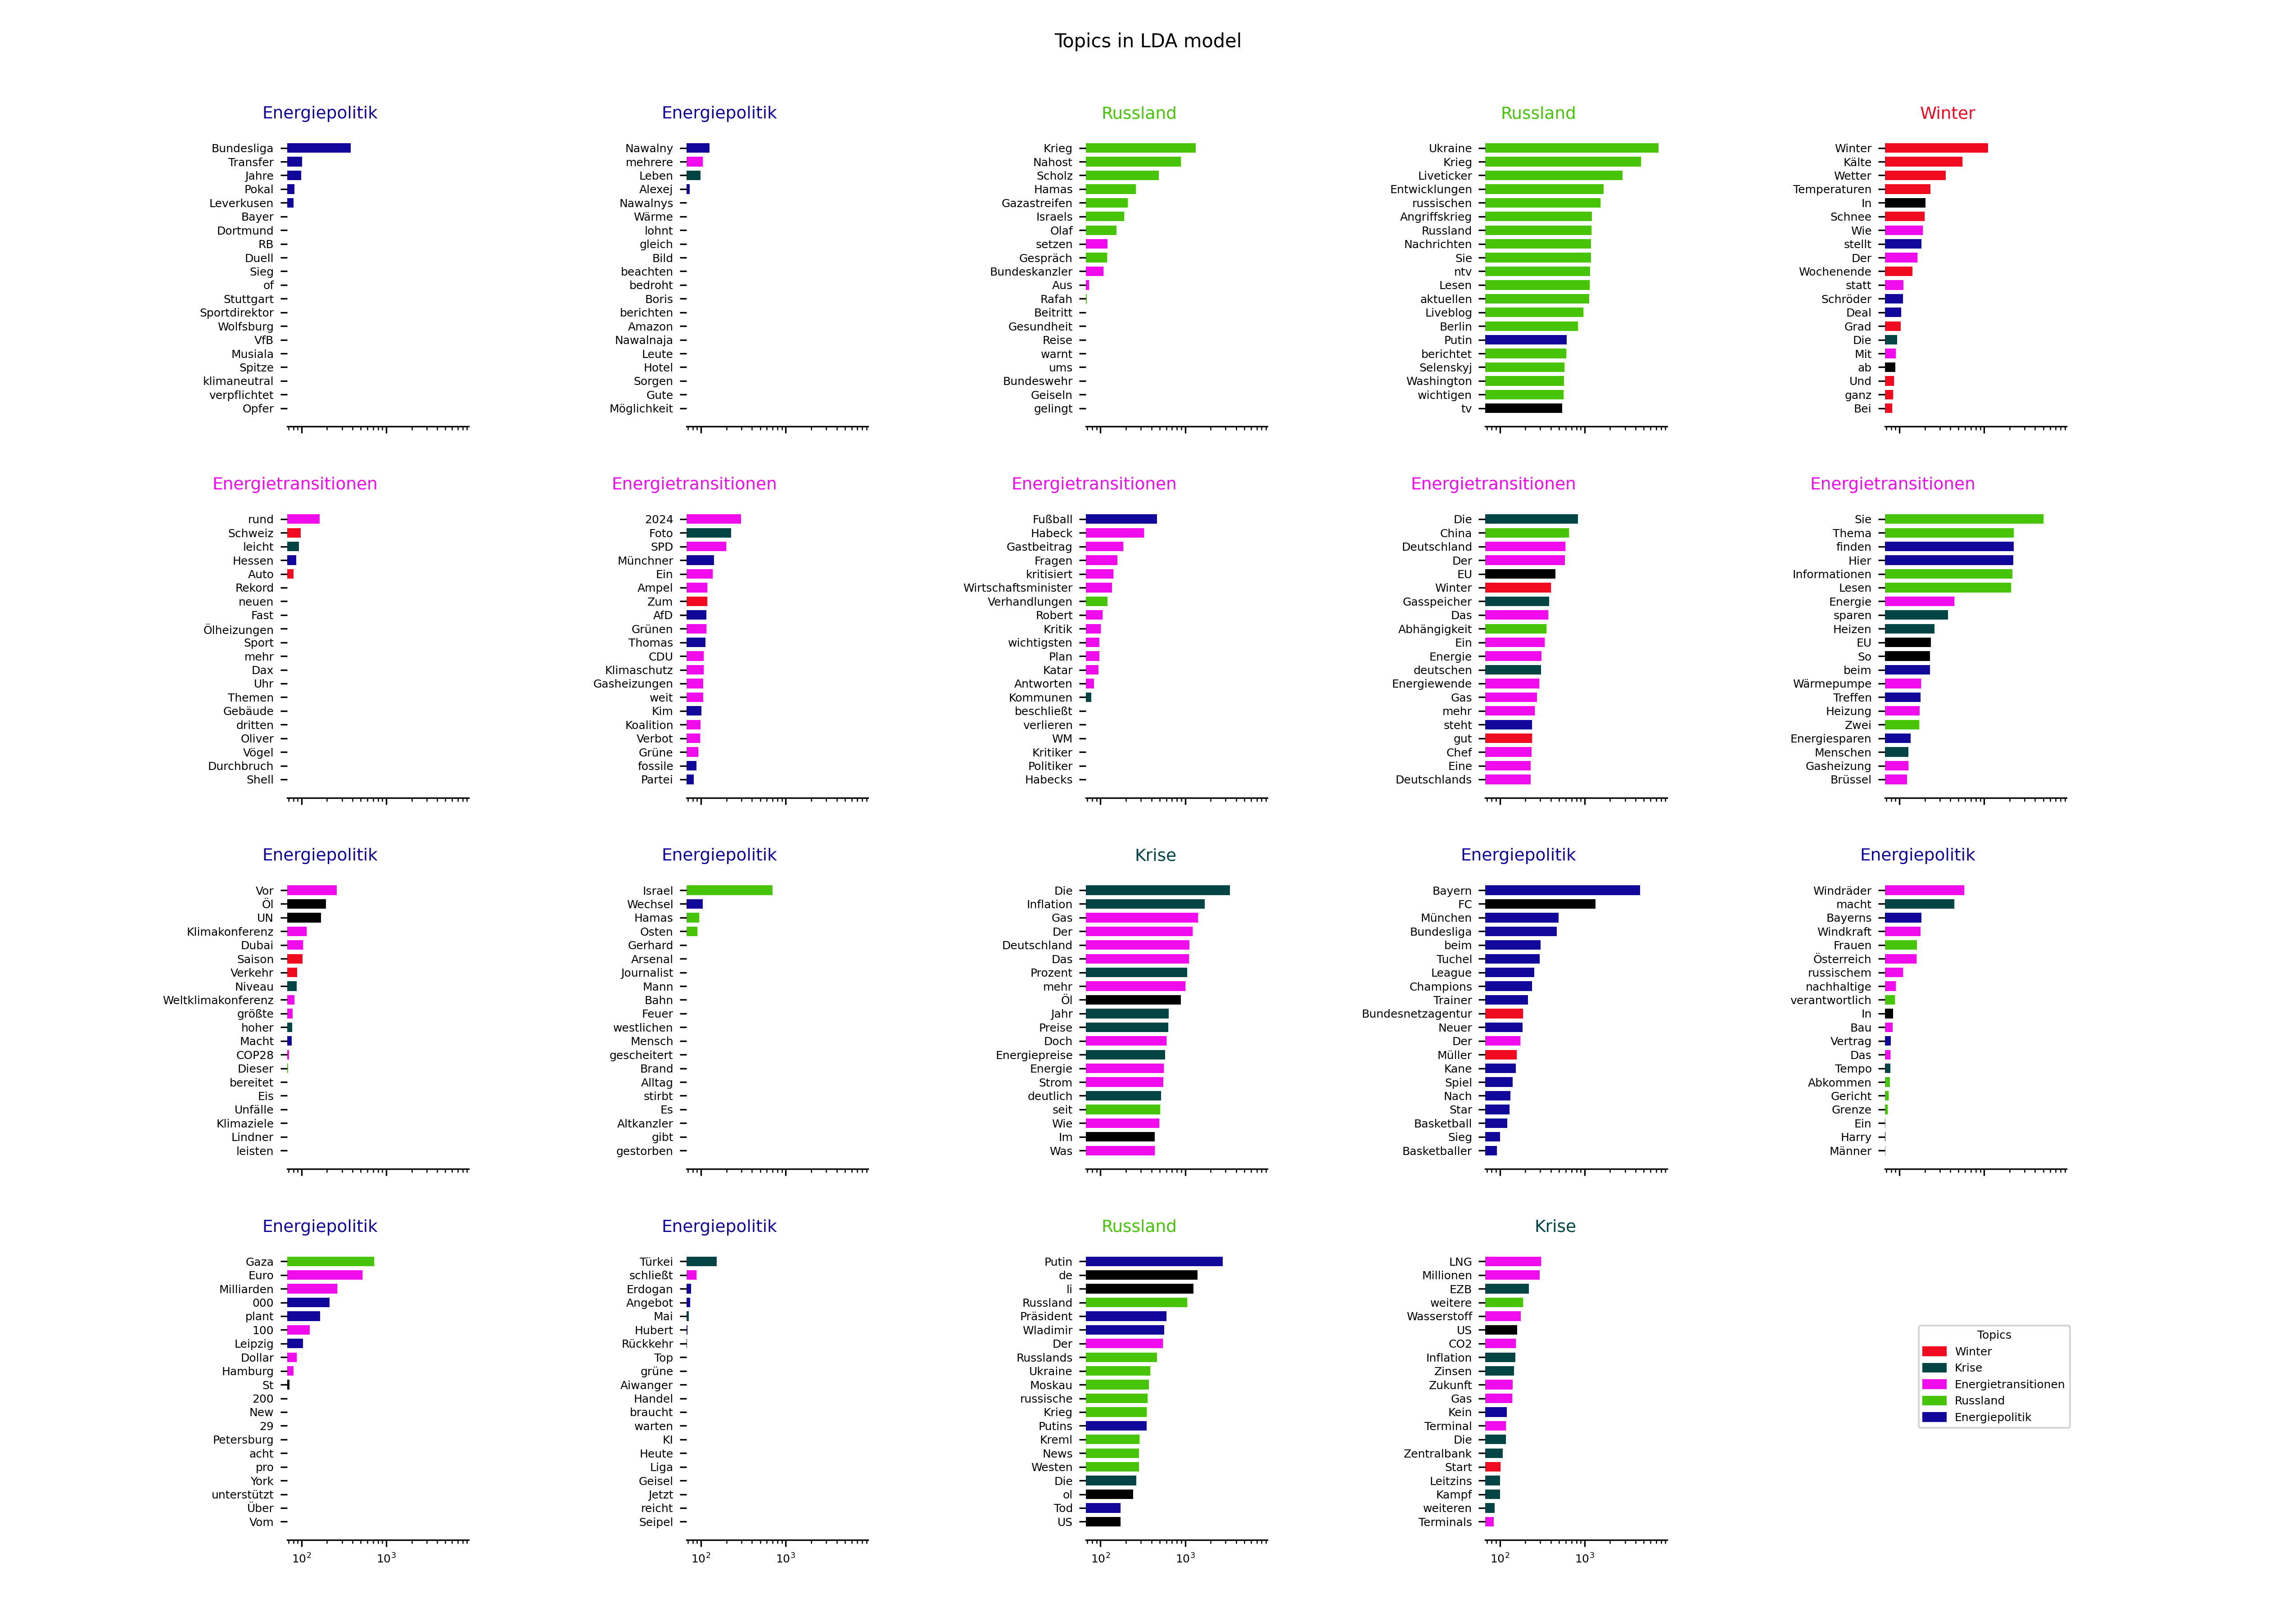 Topics in LDA model
Energiepolitik
Bundesliga
Transfer
Jahre
Pokal
Leverkusen
Bayer
Dortmund
RB
Duell
Sieg
of
Stuttgart
Sportdirektor
Wolfsburg
VfB
Musiala
Spitze
klimaneutral
verpflichtet
Opfer
Energiepolitik
Nawalny
mehrere
Leben
Alexej
Nawalnys
Wärme
lohnt
gleich
Bild
beachten
bedroht
Boris
berichten
Amazon
Nawalnaja
Leute
Hotel
Sorgen
Gute
Möglichkeit
Russland
Krieg
Nahost
Scholz
Hamas
Gazastreifen
Israels
Olaf
setzen
Gespräch
Bundeskanzler
Aus
Rafah
Beitritt
Gesundheit
Reise
warnt
ums
Bundeswehr
Geiseln
gelingt
Russland
Ukraine
Krieg
Liveticker
Entwicklungen
russischen
Angriffskrieg
Russland
Nachrichten
Sie
ntv
Lesen
aktuellen
Liveblog
Berlin
Putin
berichtet
Selenskyj
Washington
wichtigen
tv
Winter
Winter
Kälte
Wetter
Temperaturen
In
Schnee
Wie
stellt
Der
Wochenende
statt
Schröder
Deal
Grad
Die
Mit
ab
Und
ganz
Bei
Energietransitionen
rund
Schweiz
leicht
Hessen
Auto
Rekord
neuen
Fast
Ölheizungen
Sport
mehr
Dax
Uhr
Themen
Gebäude
dritten
Oliver
Vögel
Durchbruch
Shell
Energietransitionen
2024
Foto
SPD
Münchner
Ein
Ampel
Zum
AfD
Grünen
Thomas
CDU
Klimaschutz
Gasheizungen
weit
Kim
Koalition
Verbot
Grüne
fossile
Partei
Energietransitionen
Fußball
Habeck
Gastbeitrag
Fragen
kritisiert
Wirtschaftsminister
Verhandlungen
Robert
Kritik
wichtigsten
Plan
Katar
Antworten
Kommunen
beschließt
verlieren
WM
Kritiker
Politiker
Habecks
Energietransitionen
Die
China
Deutschland
Der
EU
Winter
Gasspeicher
Das
Abhängigkeit
Ein
Energie
deutschen
Energiewende
Gas
mehr
steht
gut
Chef
Eine
Deutschlands
Energietransitionen
Sie
Thema
finden
Hier
Informationen
Lesen
Energie
sparen
Heizen
EU
So
beim
Wärmepumpe
Treffen
Heizung
Zwei
Energiesparen
Menschen
Gasheizung
Brüssel
Energiepolitik
Vor
Öl
UN
Klimakonferenz
Dubai
Saison
Verkehr
Niveau
Weltklimakonferenz
größte
hoher
Macht
COP28
Dieser
bereitet
Eis
Unfälle
Klimaziele
Lindner
leisten
Energiepolitik
Israel
Wechsel
Hamas
Osten
Gerhard
Arsenal
Journalist
Mann
Bahn
Feuer
westlichen
Mensch
gescheitert
Brand
Alltag
stirbt
Es
Altkanzler
gibt
gestorben
Krise
Die
Inflation
Gas
Der
Deutschland
Das
Prozent
mehr
Öl
Jahr
Preise
Doch
Energiepreise
Energie
Strom
deutlich
seit
Wie
Im
Was
Energiepolitik
Bayern
FC
München
Bundesliga
beim
Tuchel
League
Champions
Trainer
Bundesnetzagentur
Neuer
Der
Müller
Kane
Spiel
Nach
Star
Basketball
Sieg
Basketballer
Energiepolitik
Windräder
macht
Bayerns
Windkraft
Frauen
Österreich
russischem
nachhaltige
verantwortlich
In
Bau
Vertrag
Das
Tempo
Abkommen
Gericht
Grenze
Ein
Harry
Männer
Energiepolitik
Gaza
Euro
Milliarden
000
plant
100
Leipzig
Dollar
Hamburg
St
200
New
29
Petersburg
acht
pro
York
unterstützt
Über
Vom
10² 10³
Energiepolitik
Türkei
schließt
Erdogan
Angebot
Mai
Hubert
Rückkehr
Top
grüne
Aiwanger
Handel
braucht
warten
KI
Heute
Liga
Geisel
Jetzt
reicht
Seipel
10² 10³
Russland
Putin
de
li
Russland
Präsident
Wladimir
Der
Russlands
Ukraine
Moskau
russische
Krieg
Putins
Kreml
News
Westen
Die
ol
Tod
US
10² 10³
Krise
LNG
Millionen
EZB
weitere
Wasserstoff
US
CO2
Inflation
Zinsen
Zukunft
Gas
Kein
Terminal
Die
Zentralbank
Start
Leitzins
Kampf
weiteren
Terminals
10² 10³
Topics
Winter
Krise
Energietransitionen
Russland
Energiepolitik